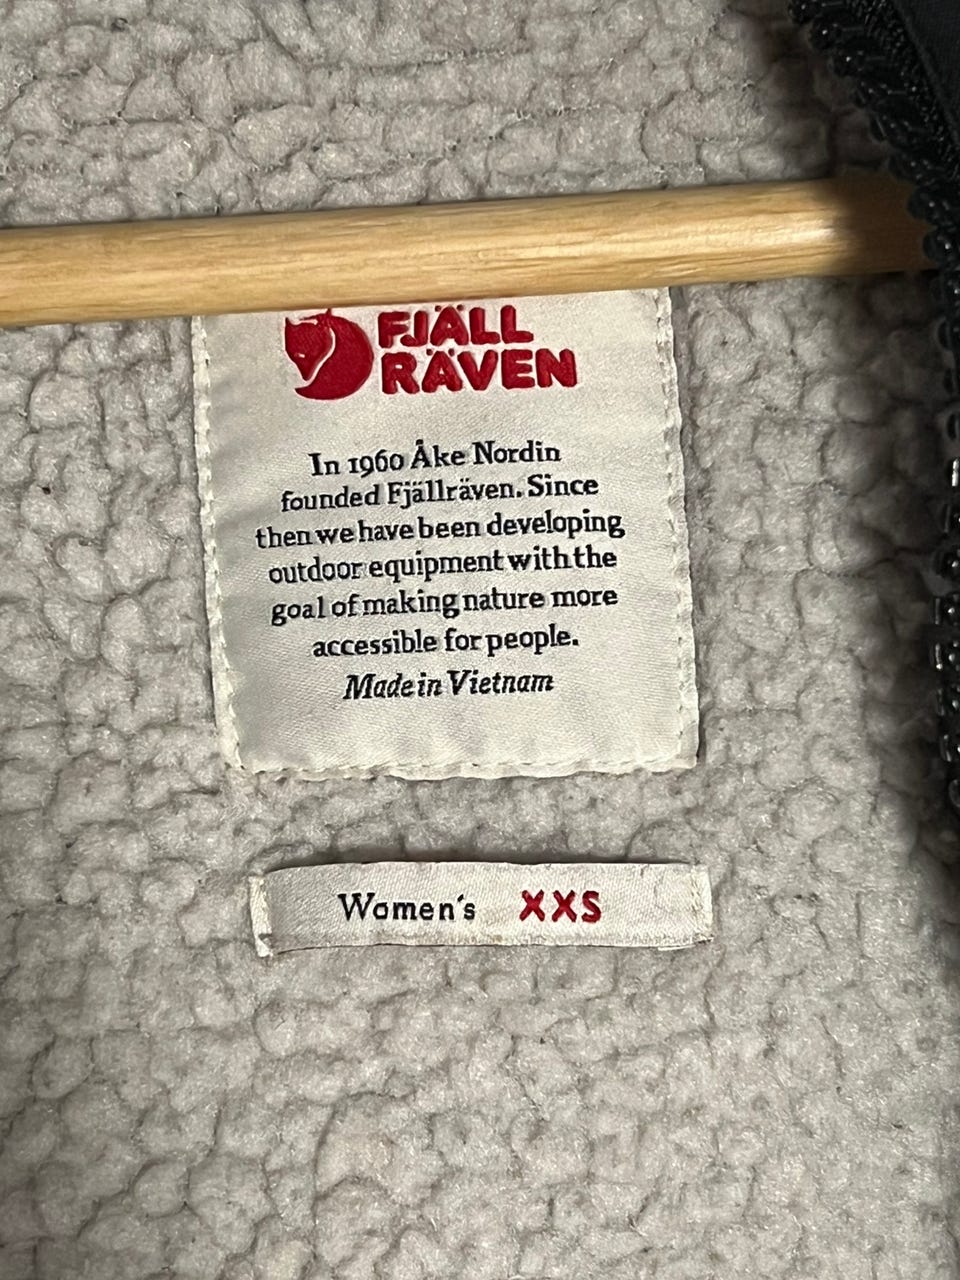 FJÄLL
RÄVEN
In 1960 Åke Nordin
founded Fjällräven. Since
then we have been developing
outdoor equipment with the
goal of making nature more
accessible for people.
Made in Vietnam
Women's XXS